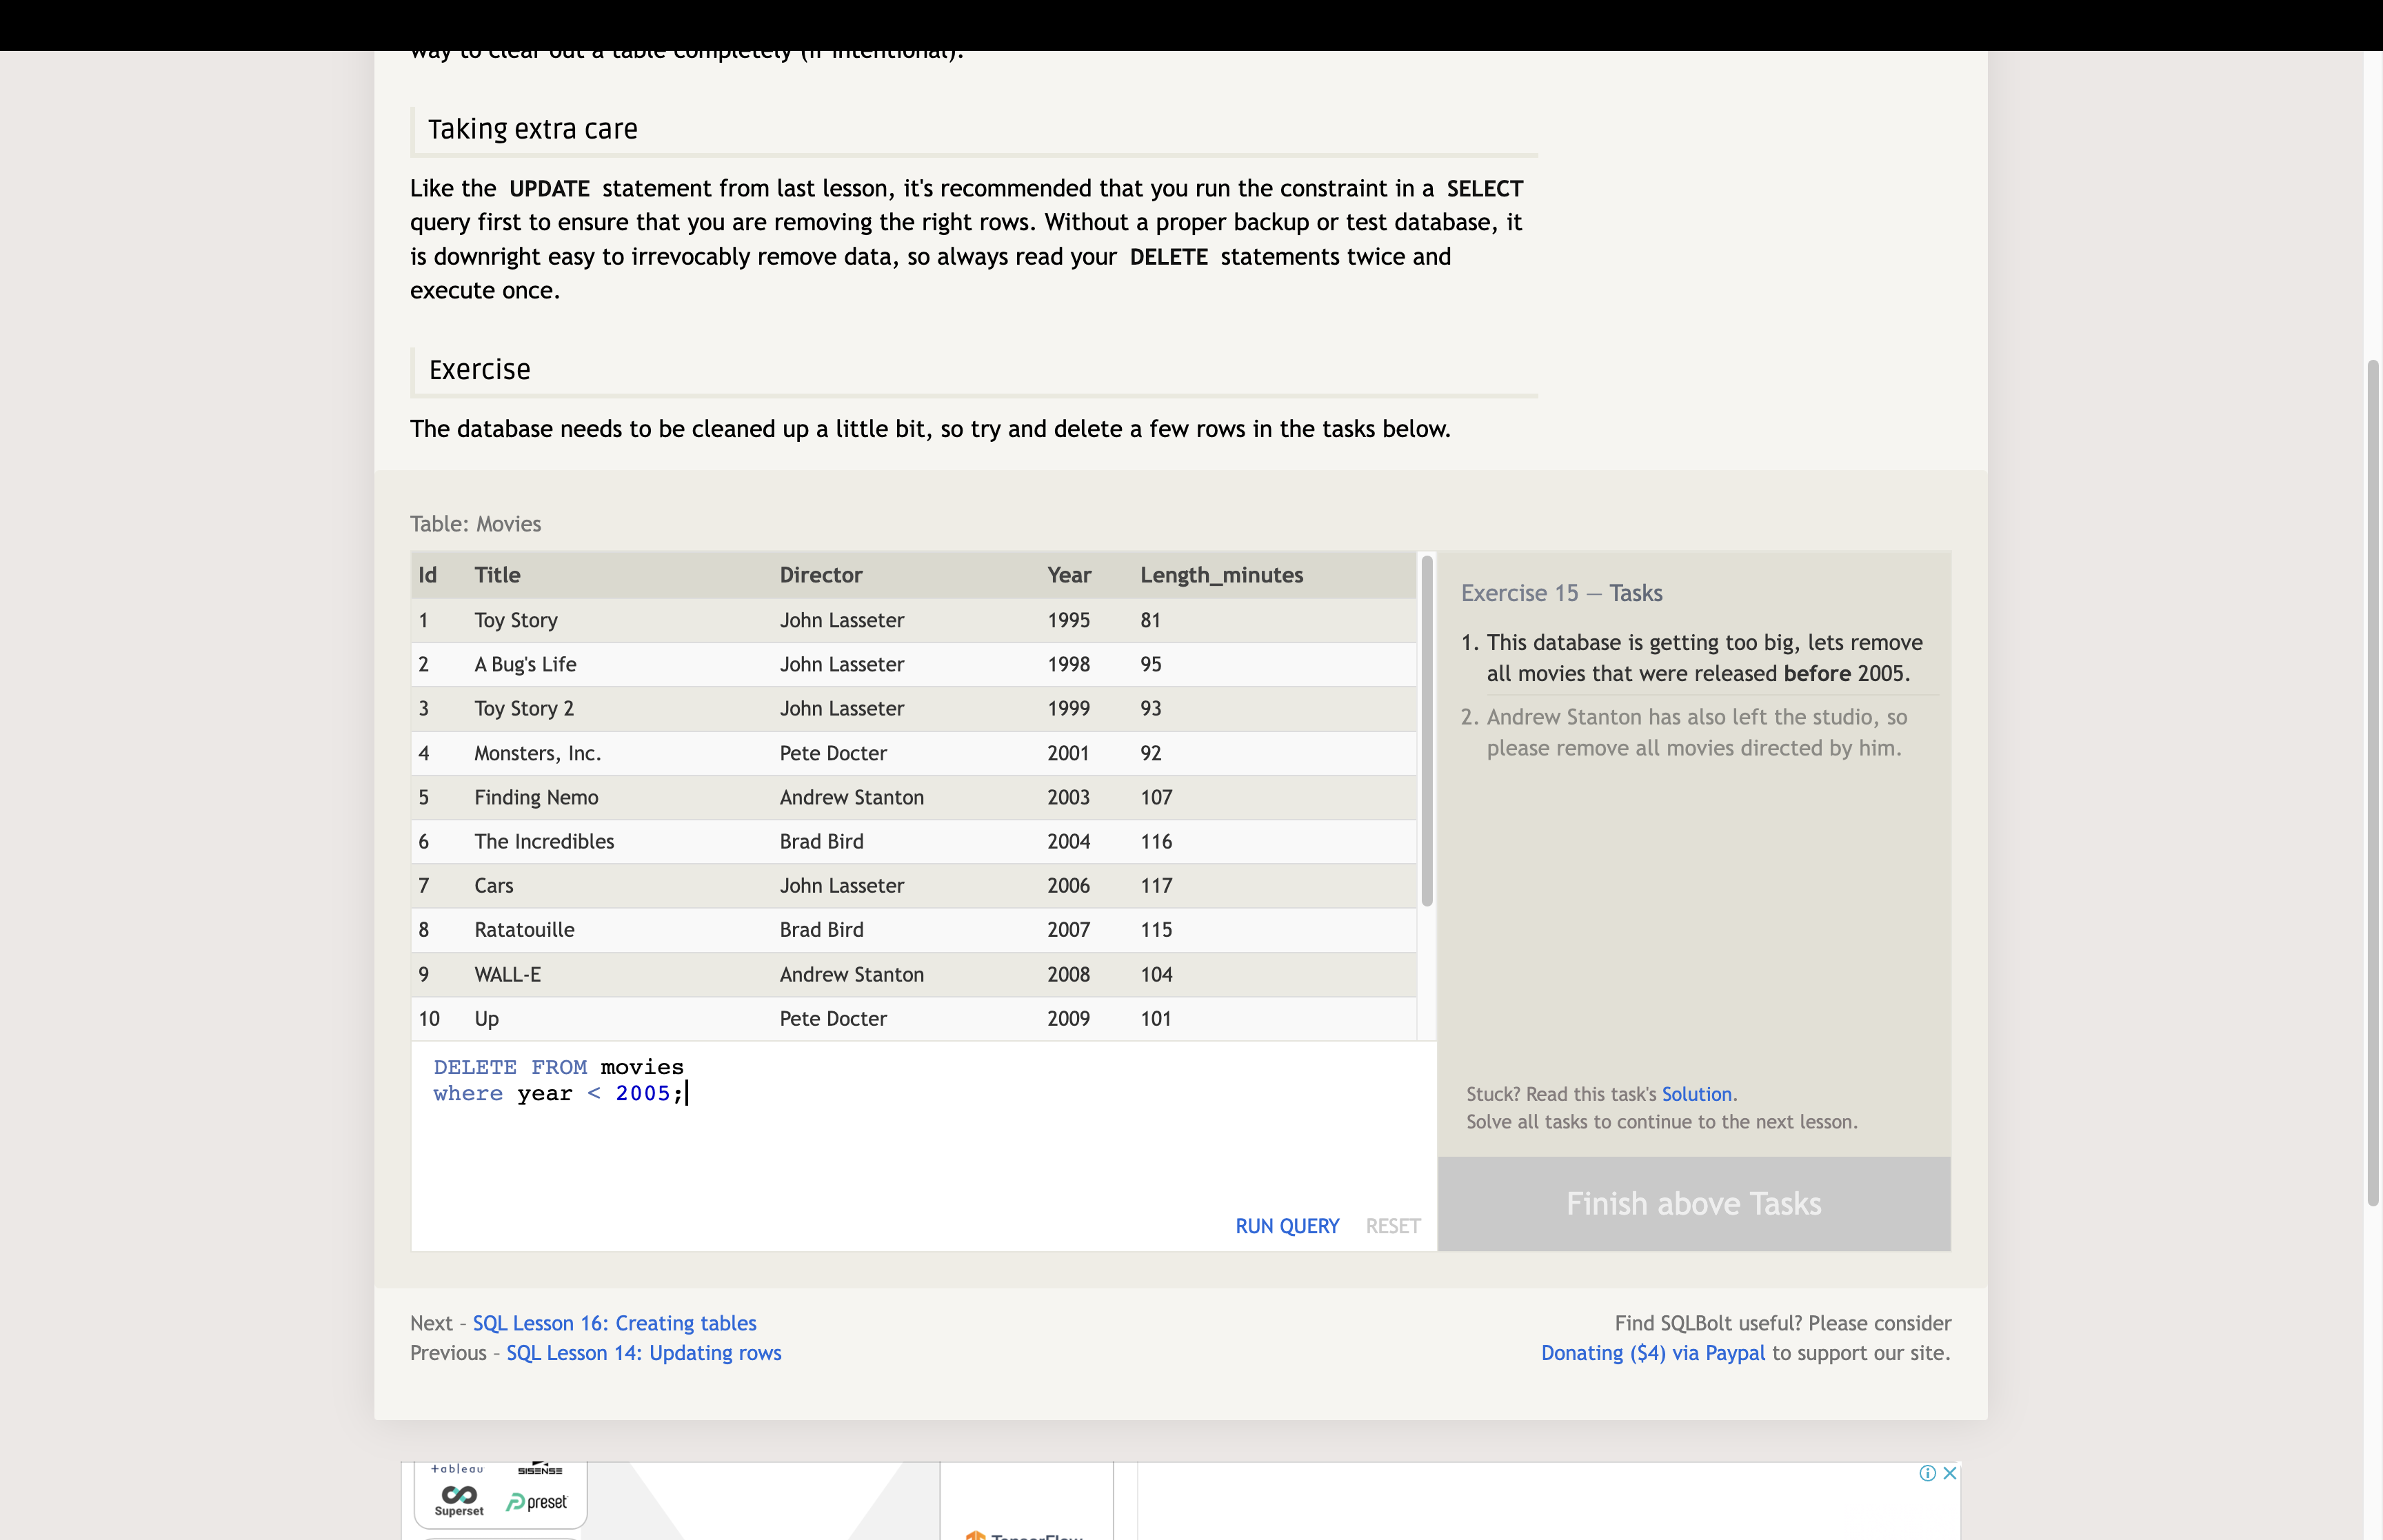 way to clear out a table completely (if intentional).
Taking extra care
Like the UPDATE statement from last lesson, it's recommended that you run the constraint in a SELECT
query first to ensure that you are removing the right rows. Without a proper backup or test database, it
is downright easy to irrevocably remove data, so always read your DELETE statements twice and
execute once.
Exercise
The database needs to be cleaned up a little bit, so try and delete a few rows in the tasks below.
Table: Movies
Id Title Director Year Length_minutes
1 Toy Story John Lasseter 1995 81
2 A Bug's Life John Lasseter 1998 95
3 Toy Story 2 John Lasseter 1999 93
4 Monsters, Inc. Pete Docter 2001 92
5 Finding Nemo Andrew Stanton 2003 107
6 The Incredibles Brad Bird 2004 116
7 Cars John Lasseter 2006 117
8 Ratatouille Brad Bird 2007 115
9 WALL-E Andrew Stanton 2008 104
10 Up Pete Docter 2009 101
DELETE FROM movies
where year < 2005;
RUN QUERY RESET
Exercise 15 — Tasks
1. This database is getting too big, lets remove
all movies that were released before 2005.
2. Andrew Stanton has also left the studio, so
please remove all movies directed by him.
Stuck? Read this task's Solution.
Solve all tasks to continue to the next lesson.
Finish above Tasks
Next – SQL Lesson 16: Creating tables
Previous – SQL Lesson 14: Updating rows
Find SQLBolt useful? Please consider
Donating ($4) via Paypal to support our site.
+ableau SISENSE
Superset preset
TensorFlow